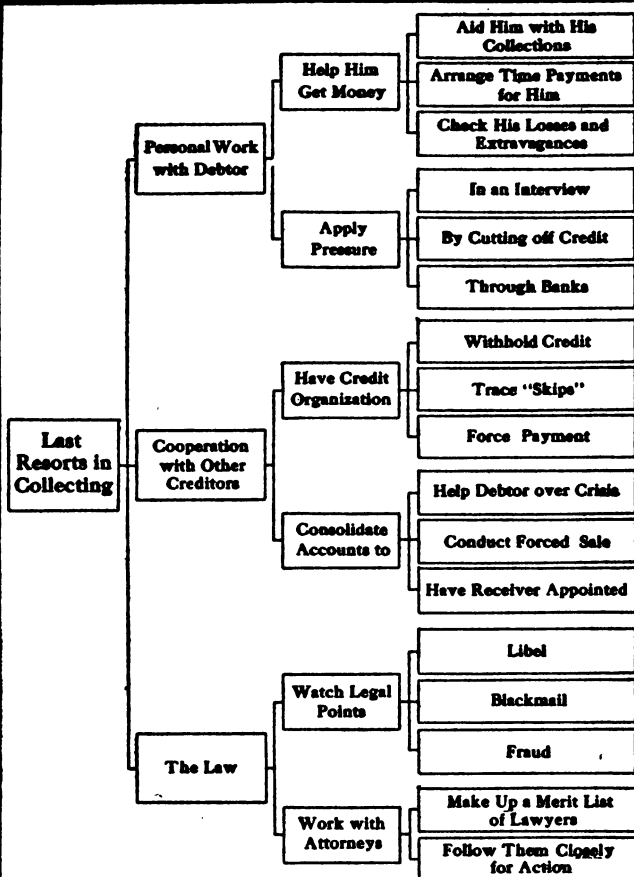 Last
Resorts in
Collecting
Personal Work
with Debtor
Help Him
Get Money
Aid Him with His
Collections
Arrange Time Payments
for Him
Check His Losses and
Extravagances
Apply
Pressure
In an Interview
By Cutting off Credit
Through Banks
Cooperation
with Other
Creditors
Have Credit
Organization
Withhold Credit
Trace "Skips"
Force Payment
Consolidate
Accounts to
Help Debtor over Crisis
Conduct Forced Sale
Have Receiver Appointed
The Law
Watch Legal
Points
Libel
Blackmail
Fraud
Work with
Attorneys
Make Up a Merit List
of Lawyers
Follow Them Closely
for Action